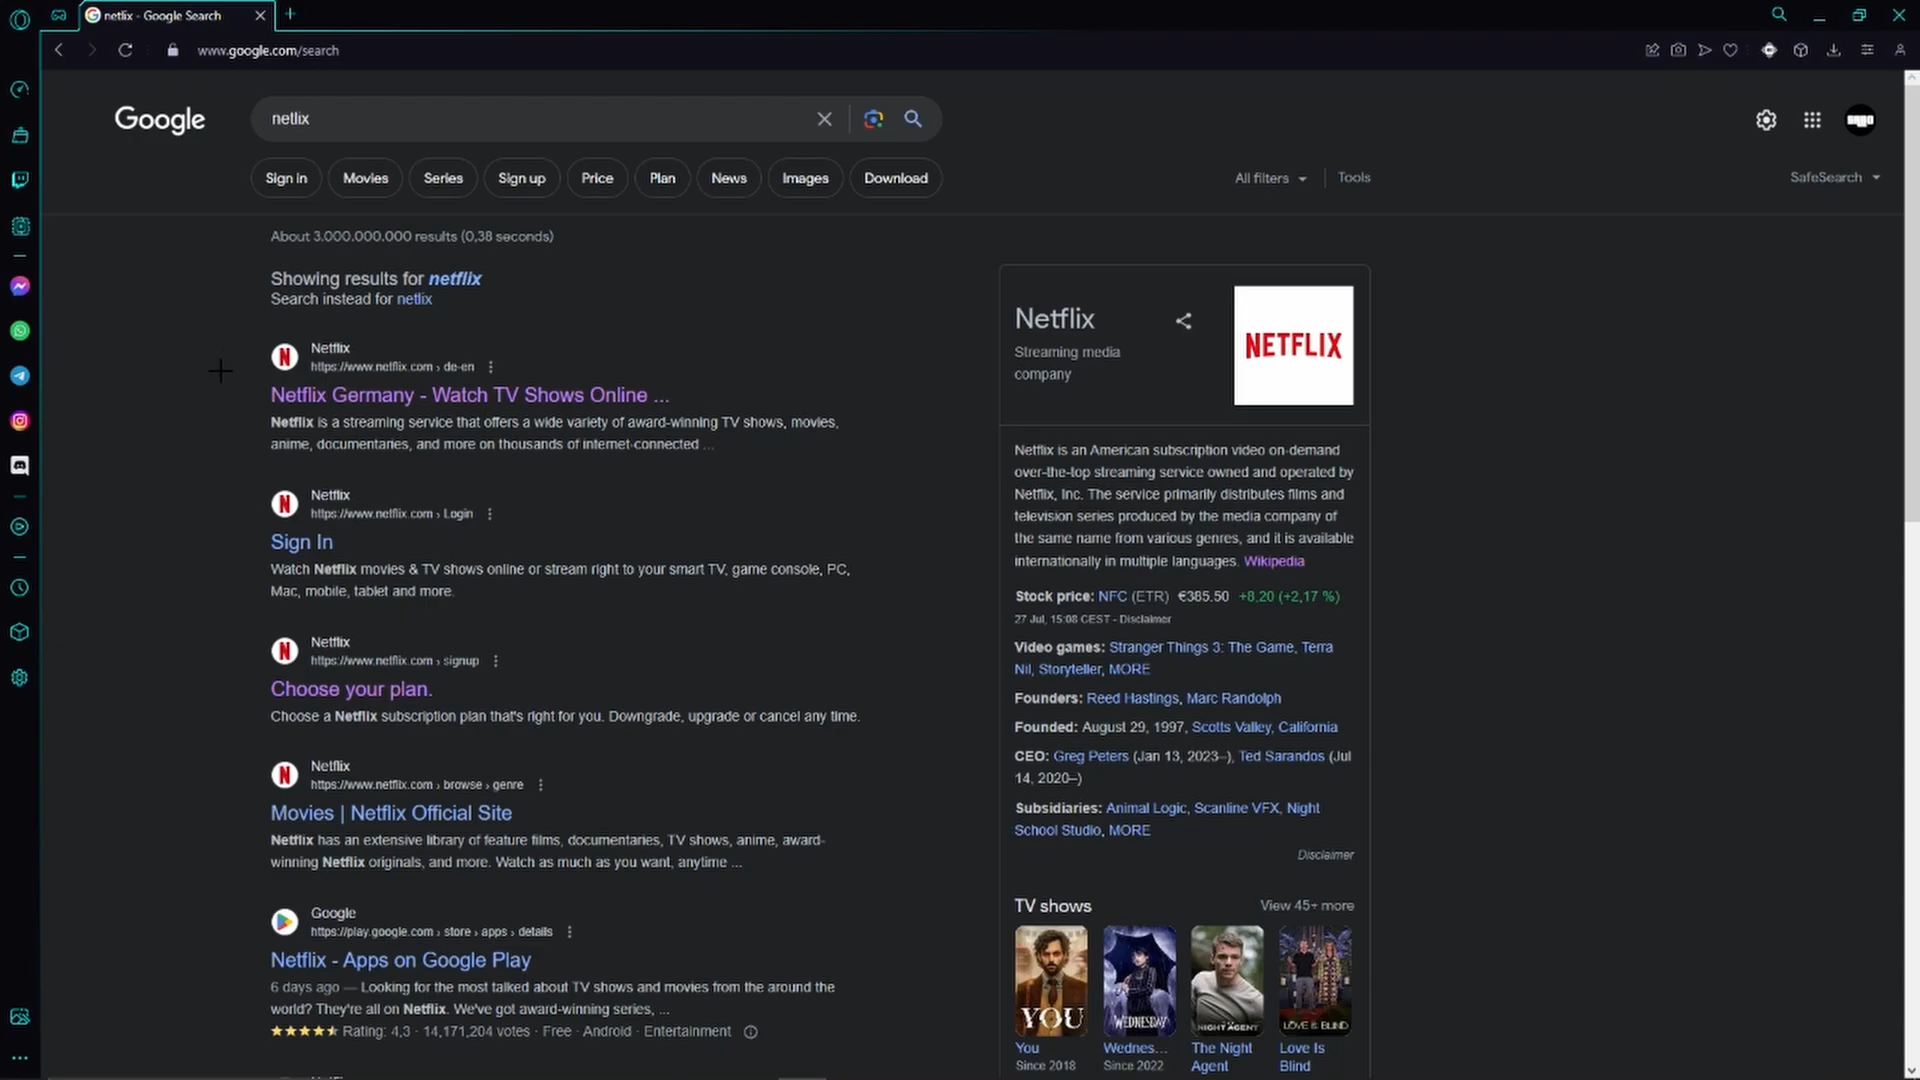 netlix - Google Search
www.google.com/search
Google
netlix
Sign in
Movies
Series
Sign up
Price
Plan
News
Images
Download
All filters
Tools
SafeSearch
About 3.000.000.000 results (0,38 seconds)
Showing results for netflix
Search instead for netlix
Netflix
https://www.netflix.com › de-en
Netflix Germany - Watch TV Shows Online ...
Netflix is a streaming service that offers a wide variety of award-winning TV shows, movies,
anime, documentaries, and more on thousands of internet-connected ...
Netflix
https://www.netflix.com › Login
Sign In
Watch Netflix movies & TV shows online or stream right to your smart TV, game console, PC,
Mac, mobile, tablet and more.
Netflix
https://www.netflix.com › signup
Choose your plan.
Choose a Netflix subscription plan that's right for you. Downgrade, upgrade or cancel any time.
Netflix
https://www.netflix.com › browse › genre
Movies | Netflix Official Site
Netflix has an extensive library of feature films, documentaries, TV shows, anime, award-
winning Netflix originals, and more. Watch as much as you want, anytime ...
Google
https://play.google.com › store › apps › details
Netflix - Apps on Google Play
6 days ago — Looking for the most talked about TV shows and movies from the around the
world? They're all on Netflix. We've got award-winning series, ...
Rating: 4,3 · 14,171,204 votes · Free · Android · Entertainment
Netflix
Streaming media
company
NETFLIX
Netflix is an American subscription video on-demand
over-the-top streaming service owned and operated by
Netflix, Inc. The service primarily distributes films and
television series produced by the media company of
the same name from various genres, and it is available
internationally in multiple languages. Wikipedia
Stock price: NFC (ETR) €385.50 +8,20 (+2,17 %)
27 Jul, 15:08 CEST - Disclaimer
Video games: Stranger Things 3: The Game, Terra
Nil, Storyteller, MORE
Founders: Reed Hastings, Marc Randolph
Founded: August 29, 1997, Scotts Valley, California
CEO: Greg Peters (Jan 13, 2023–), Ted Sarandos (Jul
14, 2020–)
Subsidiaries: Animal Logic, Scanline VFX, Night
School Studio, MORE
Disclaimer
TV shows
View 45+ more
YOU
WEDNESDAY
NIGHT AGENT
LOVE IS BLIND
You
Since 2018
Wednes...
Since 2022
The Night
Agent
Love Is
Blind